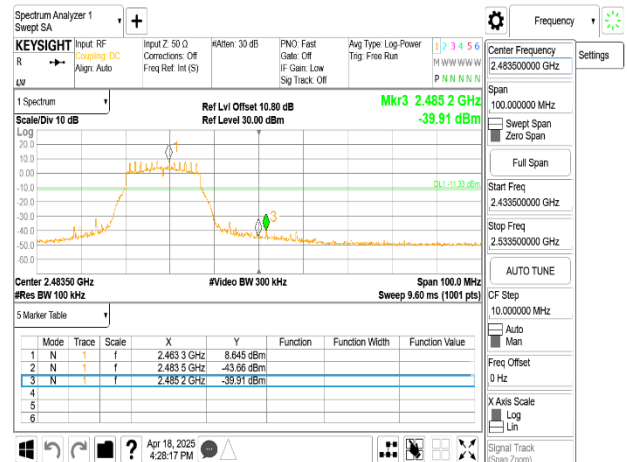 Spectrum Analyzer 1
Swept SA
Frequency
KEYSIGHT
Input: RF
Coupling: DC
Align: Auto
Input Z: 50 Ω
Corrections: Off
Freq Ref: Int (S)
#Atten: 30 dB
PNO: Fast
Gate: Off
IF Gain: Low
Sig Track: Off
Avg Type: Log-Power
Trig: Free Run
1 2 3 4 5 6
M W W W W W
P N N N N N
R
Center Frequency
2.483500000 GHz
Settings
Span
100.000000 MHz
Swept Span
Zero Span
Full Span
Start Freq
2.433500000 GHz
Stop Freq
2.533500000 GHz
AUTO TUNE
CF Step
10.000000 MHz
Auto
Man
Freq Offset
0 Hz
X Axis Scale
Log
Lin
Signal Track
(Span Zoom)
1 Spectrum
Scale/Div 10 dB
Log
Ref Lvl Offset 10.80 dB
Ref Level 30.00 dBm
Mkr3 2.485 2 GHz
-39.91 dBm
20.0
10.0
0.00
-10.0
-20.0
-30.0
-40.0
-50.0
-60.0
1
3
DL1 -11.30 dBm
Center 2.48350 GHz
#Res BW 100 kHz
#Video BW 300 kHz
Span 100.0 MHz
Sweep 9.60 ms (1001 pts)
5 Marker Table
Mode Trace Scale X Y Function Function Width Function Value
1 N 1 f 2.463 3 GHz 8.645 dBm
2 N 1 f 2.483 5 GHz -43.66 dBm
3 N 1 f 2.485 2 GHz -39.91 dBm
4
5
6
?
Apr 18, 2025
4:28:17 PM